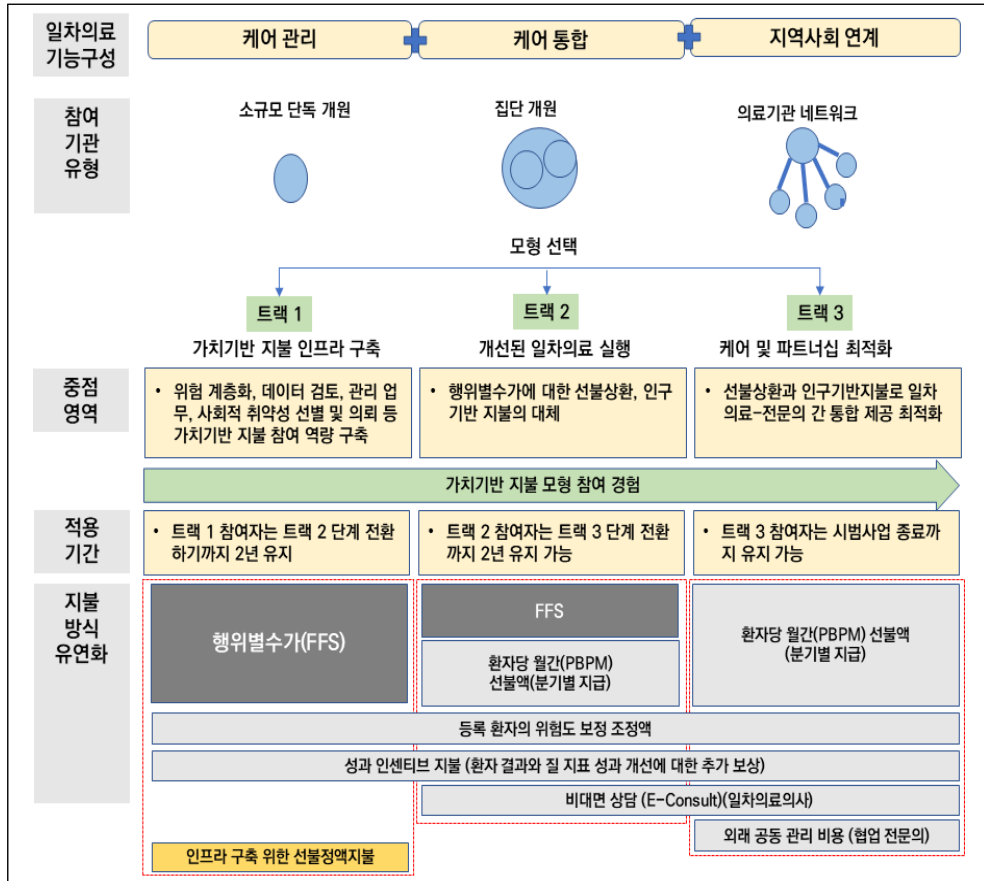 일차의료
기능구성
케어 관리
케어 통합
지역사회 연계
참여
기관
유형
소규모 단독 개원
집단 개원
의료기관 네트워크
모형 선택
트랙 1
트랙 2
트랙 3
가치기반 지불 인프라 구축
개선된 일차의료 실행
케어 및 파트너십 최적화
중점
영역
• 위험 계층화, 데이터 검토, 관리 업
무, 사회적 취약성 선별 및 의뢰 등
가치기반 지불 참여 역량 구축
• 행위별수가에 대한 선불상환, 인구
기반 지불의 대체
• 선불상환과 인구기반지불로 일차
의료-전문의 간 통합 제공 최적화
가치기반 지불 모형 참여 경험
적용
기간
• 트랙 1 참여자는 트랙 2 단계 전환
하기까지 2년 유지
• 트랙 2 참여자는 트랙 3 단계 전환
까지 2년 유지 가능
• 트랙 3 참여자는 시범사업 종료까
지 유지 가능
지불
방식
유연화
행위별수가(FFS)
FFS
환자당 월간(PBPM)
선불액(분기별 지급)
환자당 월간(PBPM) 선불액
(분기별 지급)
등록 환자의 위험도 보정 조정액
성과 인센티브 지불 (환자 결과와 질 지표 성과 개선에 대한 추가 보상)
비대면 상담 (E-Consult)(일차의료의사)
외래 공동 관리 비용 (협업 전문의)
인프라 구축 위한 선불정액지불